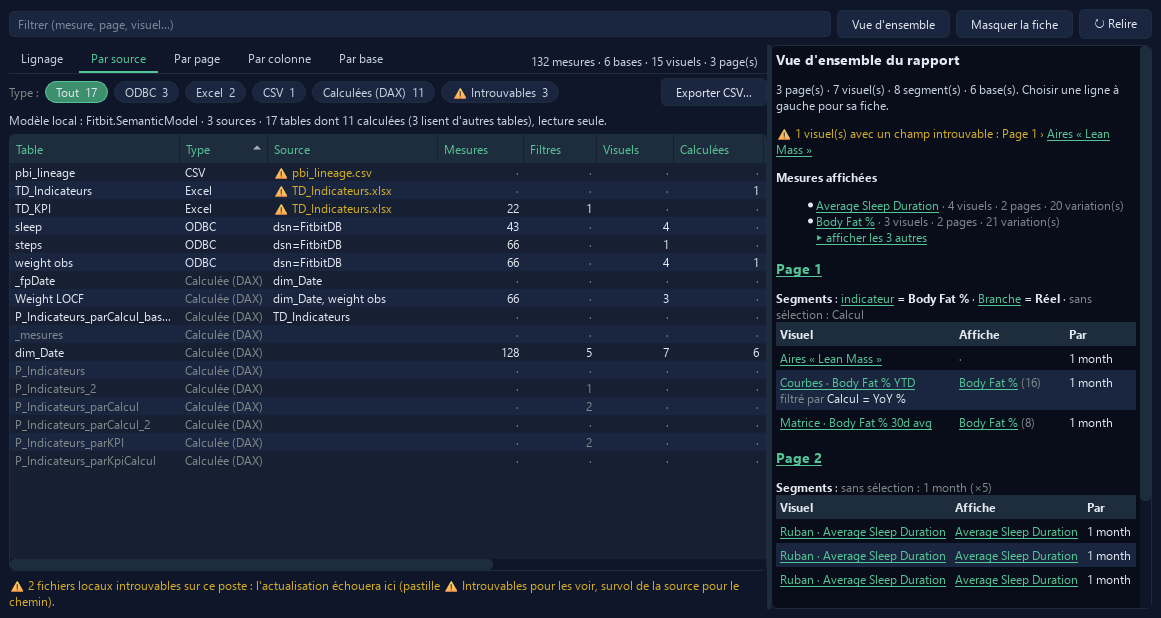 Filtrer (mesure, page, visuel...)
Vue d'ensemble
Masquer la fiche
Relire
Lignage
Par source
Par page
Par colonne
Par base
132 mesures · 6 bases · 15 visuels · 3 page(s)
Type :
Tout 17
ODBC 3
Excel 2
CSV 1
Calculées (DAX) 11
Introuvables 3
Exporter CSV...
Modèle local : Fitbit.SemanticModel · 3 sources · 17 tables dont 11 calculées (3 lisent d'autres tables), lecture seule.
Table Type Source Mesures Filtres Visuels Calculées
pbi_lineage CSV pbi_lineage.csv · · · ·
TD_Indicateurs Excel TD_Indicateurs.xlsx · · · 1
TD_KPI Excel TD_Indicateurs.xlsx 22 1 · ·
sleep ODBC dsn=FitbitDB 43 · 4 ·
steps ODBC dsn=FitbitDB 66 · 1 ·
weight obs ODBC dsn=FitbitDB 66 · 4 1
_fpDate Calculée (DAX) dim_Date · · · ·
Weight LOCF Calculée (DAX) dim_Date, weight obs 66 · 3 ·
P_Indicateurs_parCalcul_bas... Calculée (DAX) TD_Indicateurs · · · ·
_mesures Calculée (DAX) · · · ·
dim_Date Calculée (DAX) 128 5 7 6
P_Indicateurs Calculée (DAX) · · · ·
P_Indicateurs_2 Calculée (DAX) · 1 · ·
P_Indicateurs_parCalcul Calculée (DAX) · 2 · ·
P_Indicateurs_parCalcul_2 Calculée (DAX) · · · ·
P_Indicateurs_parKPI Calculée (DAX) · 2 · ·
P_Indicateurs_parKpiCalcul Calculée (DAX) · · · ·
2 fichiers locaux introuvables sur ce poste : l'actualisation échouera ici (pastille ⚠ Introuvables pour les voir, survol de la source pour le
chemin).
Vue d'ensemble du rapport
3 page(s) · 7 visuel(s) · 8 segment(s) · 6 base(s). Choisir une ligne à
gauche pour sa fiche.
1 visuel(s) avec un champ introuvable : Page 1 › Aires « Lean
Mass »
Mesures affichées
• Average Sleep Duration · 4 visuels · 2 pages · 20 variation(s)
• Body Fat % · 3 visuels · 2 pages · 21 variation(s)
‣ afficher les 3 autres
Page 1
Segments : indicateur = Body Fat % · Branche = Réel · sans
sélection : Calcul
Visuel Affiche Par
Aires « Lean Mass » · 1 month
Courbes · Body Fat % YTD Body Fat % (16) 1 month
filtré par Calcul = YoY %
Matrice · Body Fat % 30d avg Body Fat % (8) 1 month
Page 2
Segments : sans sélection : 1 month (×5)
Visuel Affiche Par
Ruban · Average Sleep Duration Average Sleep Duration 1 month
Ruban · Average Sleep Duration Average Sleep Duration 1 month
Ruban · Average Sleep Duration Average Sleep Duration 1 month